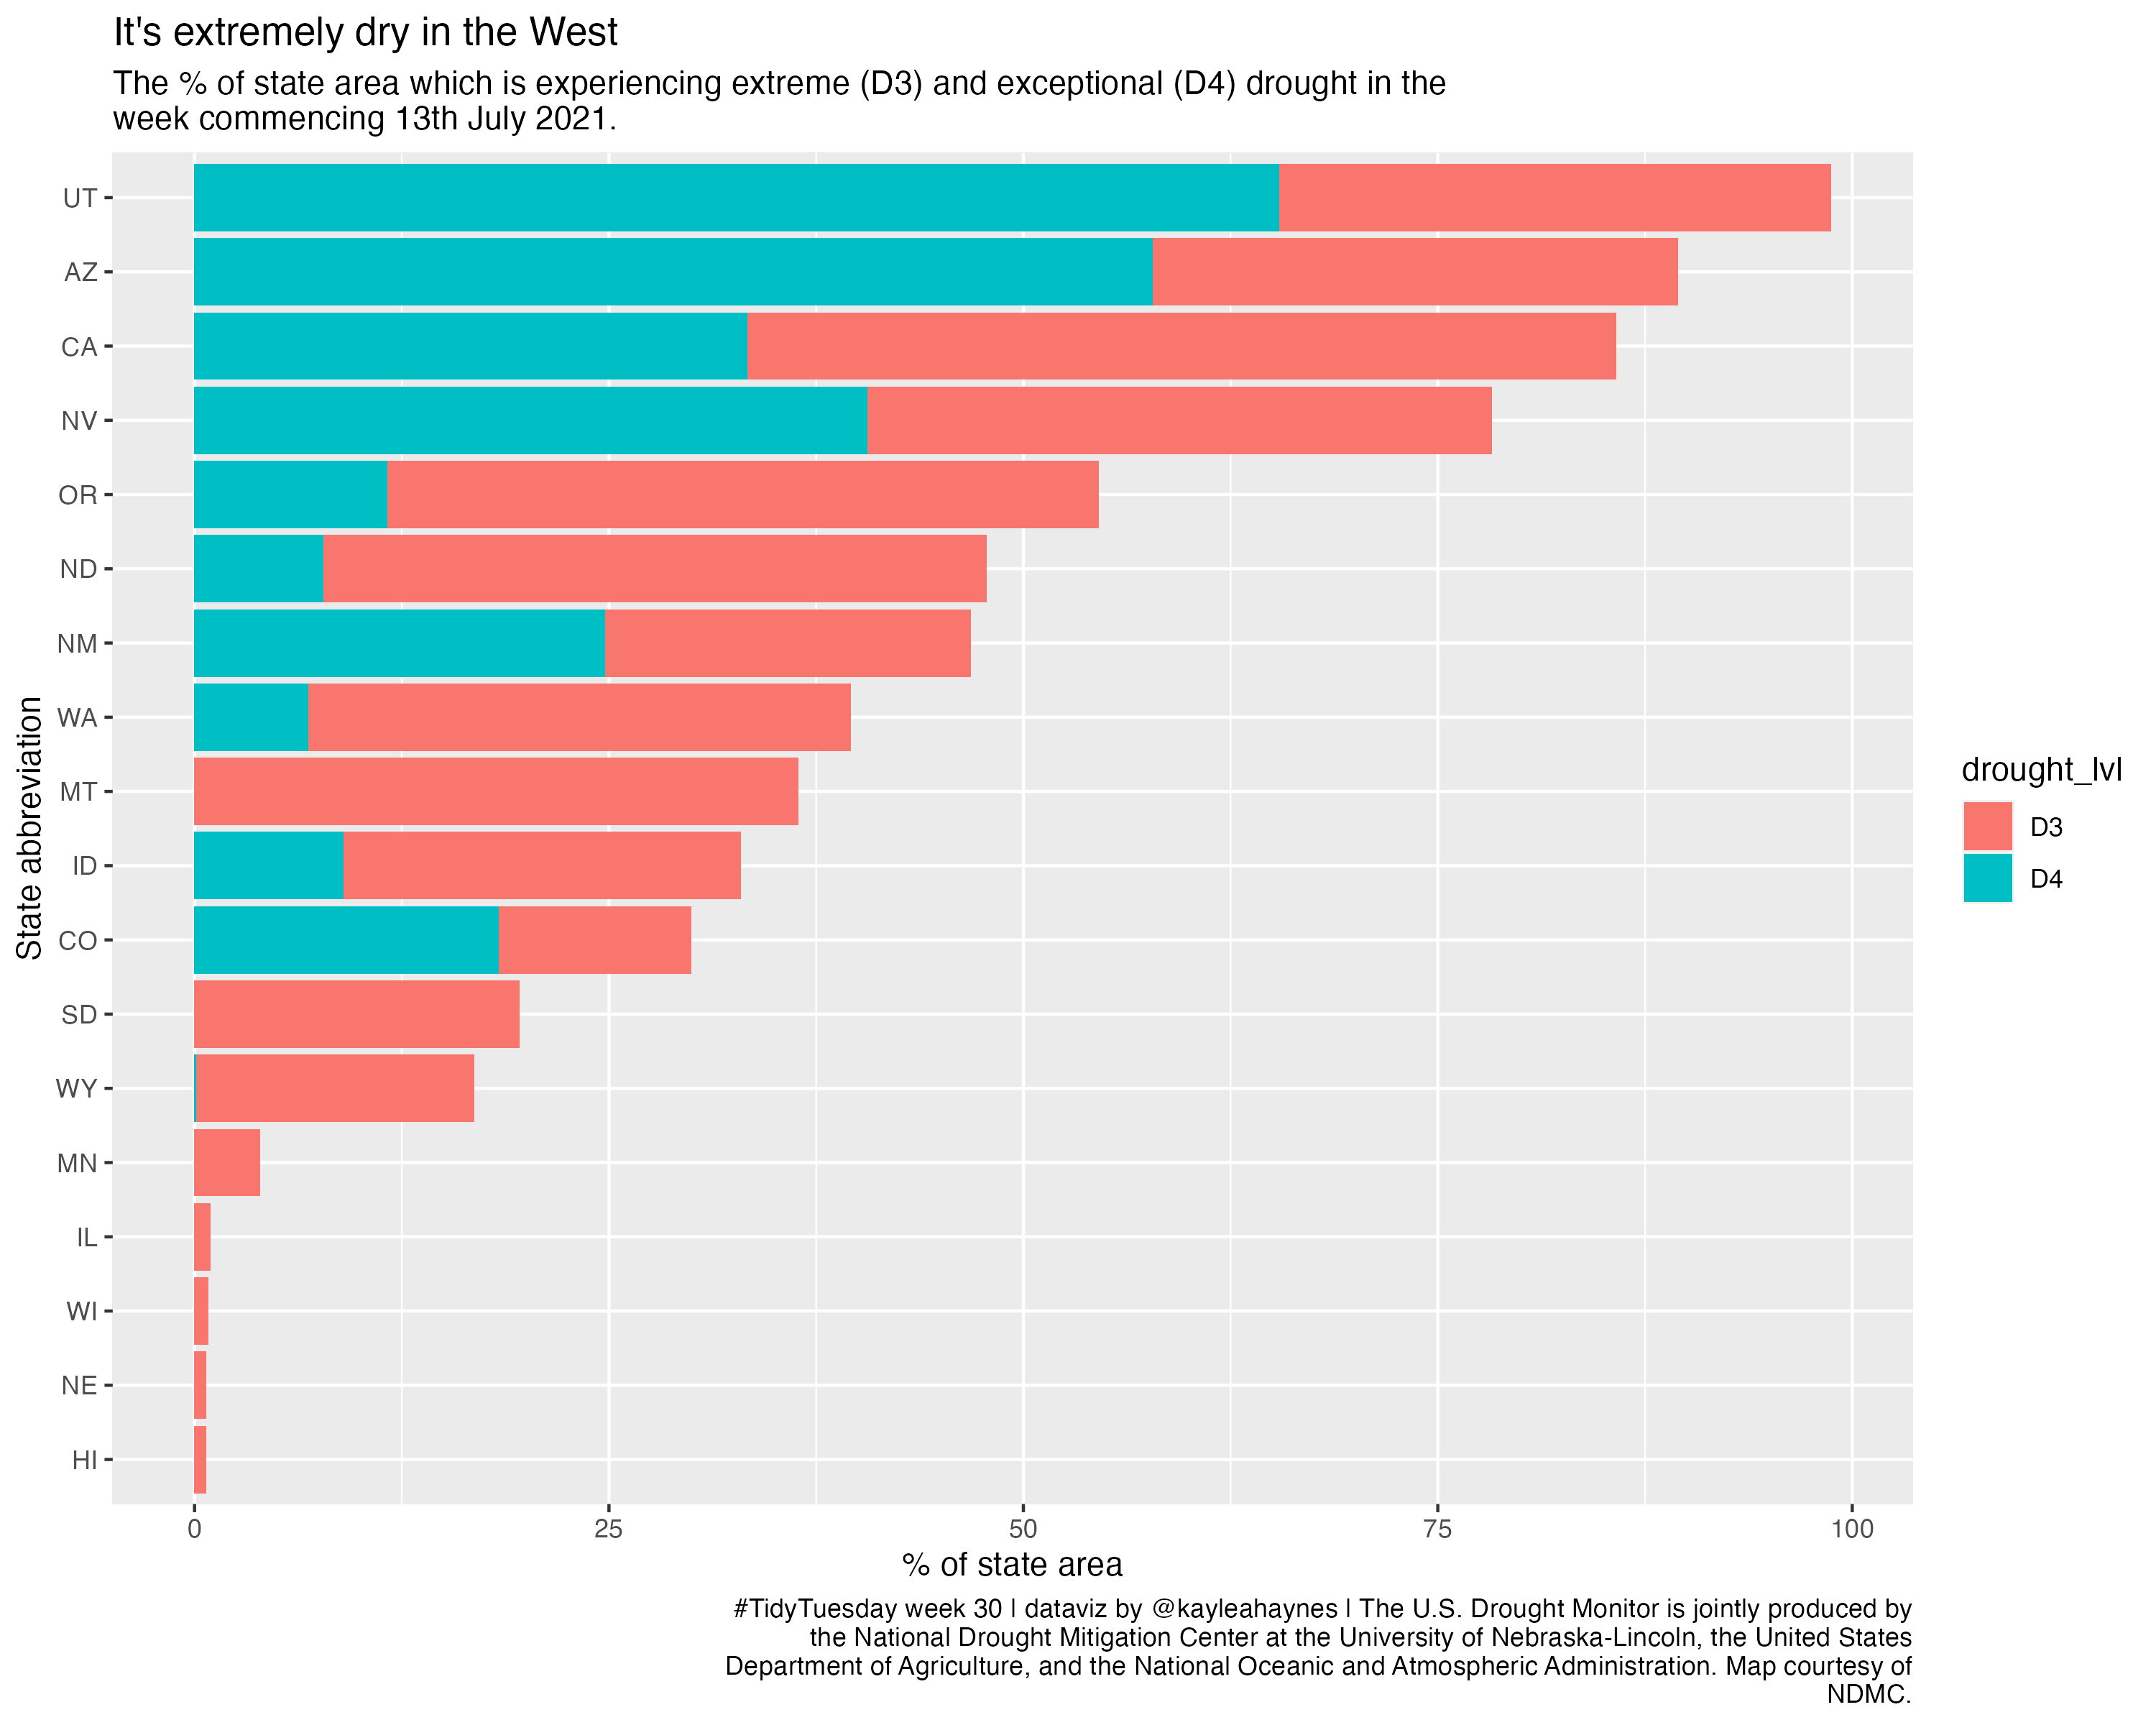 It's extremely dry in the West
The % of state area which is experiencing extreme (D3) and exceptional (D4) drought in the
week commencing 13th July 2021.
State abbreviation
UT
AZ
CA
NV
OR
ND
NM
WA
MT
ID
CO
SD
WY
MN
IL
WI
NE
HI
0 25 50 75 100
% of state area
drought_lvl
D3
D4
#TidyTuesday week 30 | dataviz by @kayleahaynes | The U.S. Drought Monitor is jointly produced by
the National Drought Mitigation Center at the University of Nebraska-Lincoln, the United States
Department of Agriculture, and the National Oceanic and Atmospheric Administration. Map courtesy of
NDMC.